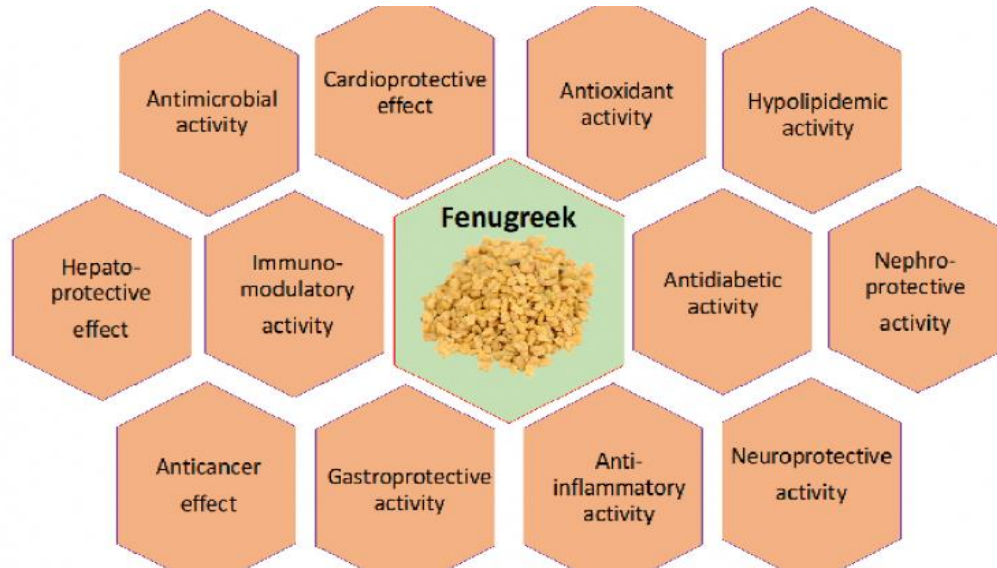 Antimicrobial
activity
Cardioprotective
effect
Antioxidant
activity
Hypolipidemic
activity
Hepato-
protective
effect
Immuno-
modulatory
activity
Fenugreek
Antidiabetic
activity
Nephro-
protective
activity
Anticancer
effect
Gastroprotective
activity
Anti-
inflammatory
activity
Neuroprotective
activity